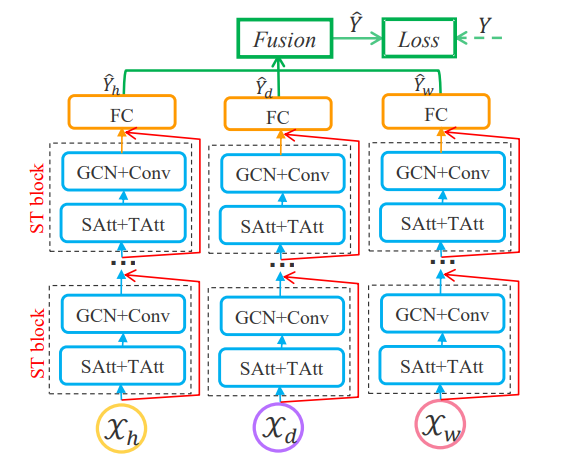 Fusion Ŷ Loss Y
Ŷh Ŷd Ŷw
FC FC FC
ST block
GCN+Conv GCN+Conv GCN+Conv
SAtt+TAtt SAtt+TAtt SAtt+TAtt
... ... ...
ST block
GCN+Conv GCN+Conv GCN+Conv
SAtt+TAtt SAtt+TAtt SAtt+TAtt
𝒳h 𝒳d 𝒳w